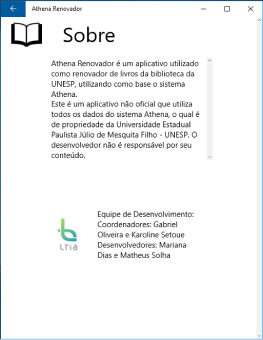 Athena Renovador
Sobre
Athena Renovador é um aplicativo utilizado
como renovador de livros da biblioteca da
UNESP, utilizando como base o sistema
Athena.
Este é um aplicativo não oficial que utiliza
todos os dados do sistema Athena, o qual é
de propriedade da Universidade Estadual
Paulista Júlio de Mesquita Filho - UNESP. O
desenvolvedor não é responsável por seu
conteúdo.
Equipe de Desenvolvimento:
Coordenadores: Gabriel
Oliveira e Karoline Setoue
Desenvolvedores: Mariana
Dias e Matheus Solha
LTIA